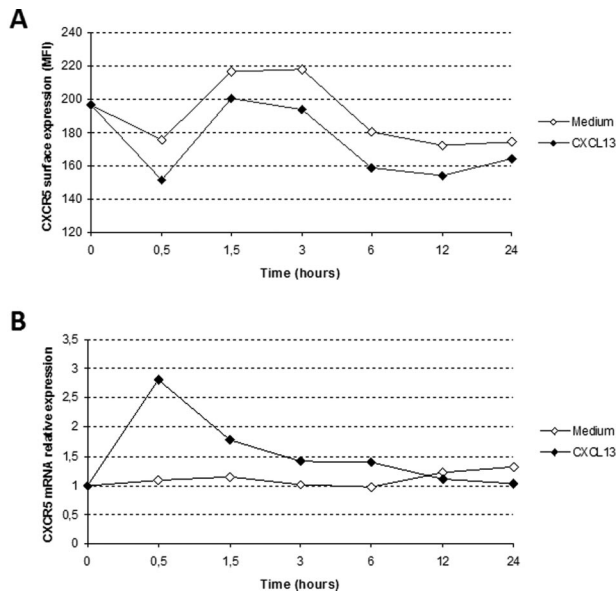 A
CXCR5 surface expression (MFI)
240
220
200
180
160
140
120
0 0,5 1,5 3 6 12 24
Time (hours)
Medium
CXCL13
B
CXCR5 mRNA relative expression
3,5
3
2,5
2
1,5
1
0,5
0
0 0,5 1,5 3 6 12 24
Time (hours)
Medium
CXCL13